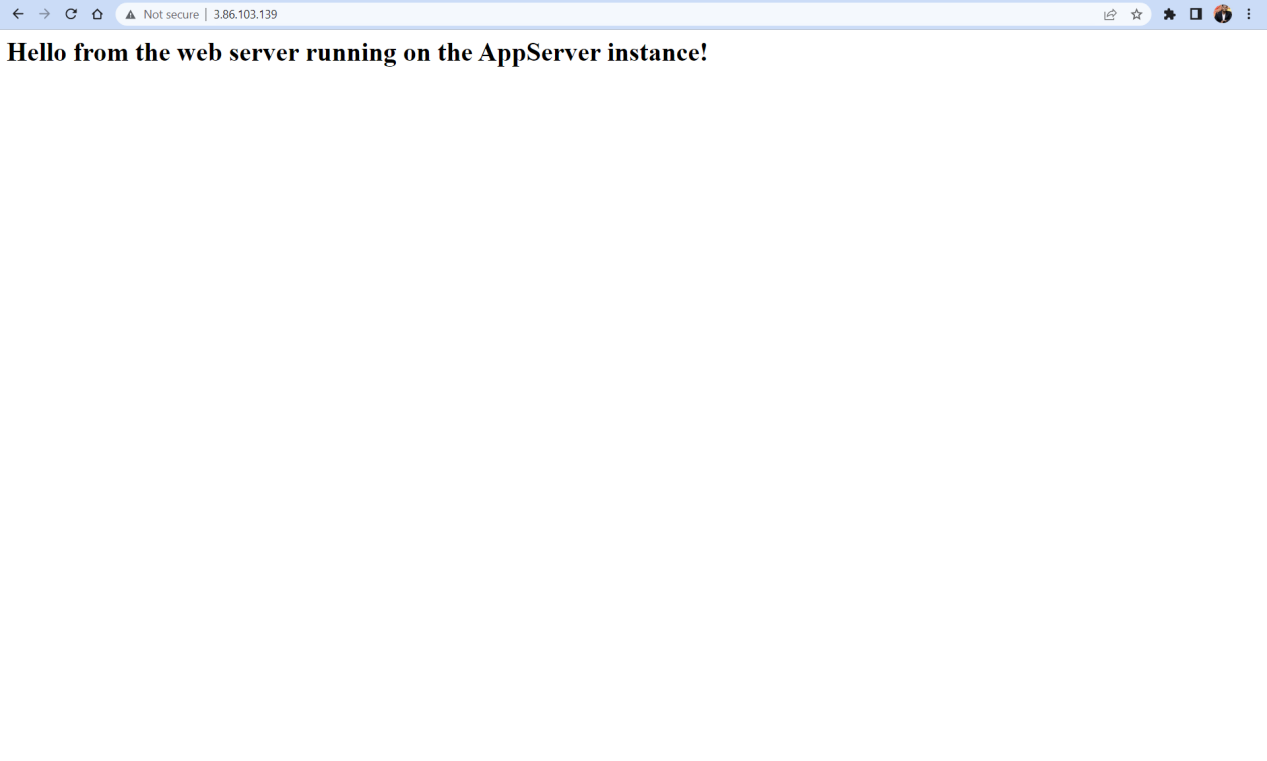 Not secure | 3.86.103.139
Hello from the web server running on the AppServer instance!